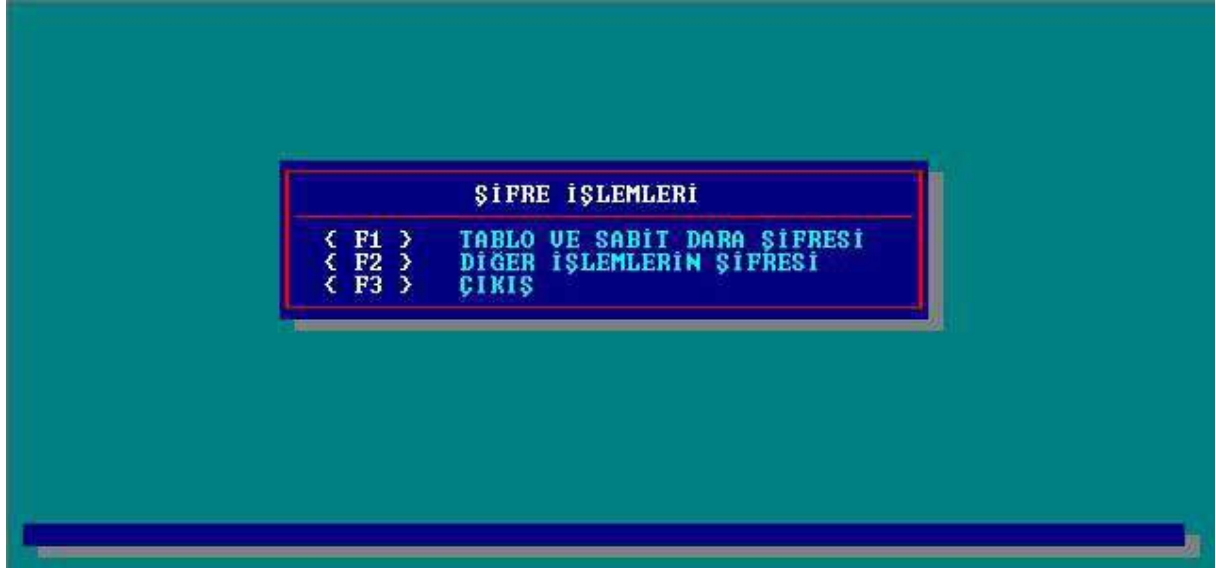 ŞİFRE İŞLEMLERİ
< F1 > TABLO VE SABİT DARA ŞİFRESİ
< F2 > DİĞER İŞLEMLERİN ŞİFRESİ
< F3 > ÇIKIŞ